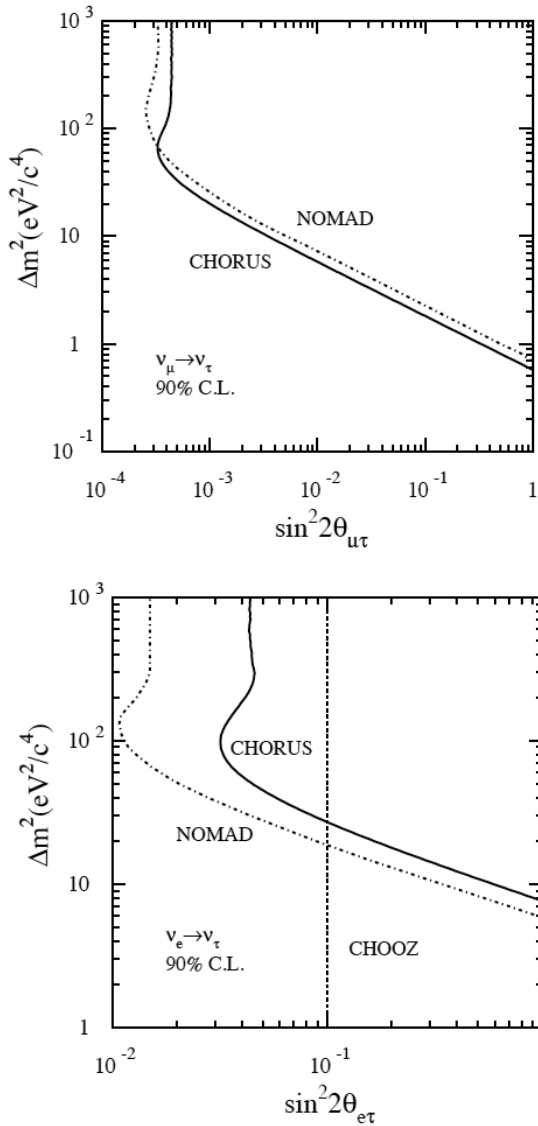 10³
10²
10
1
10⁻¹
Δm²(eV²/c⁴)
NOMAD
CHORUS
ν_μ→ν_τ
90% C.L.
10⁻⁴ 10⁻³ 10⁻² 10⁻¹ 1
sin²2θ_μτ
10³
10²
10
1
Δm²(eV²/c⁴)
CHORUS
NOMAD
ν_e→ν_τ
90% C.L.
CHOOZ
10⁻² 10⁻¹
sin²2θ_eτ